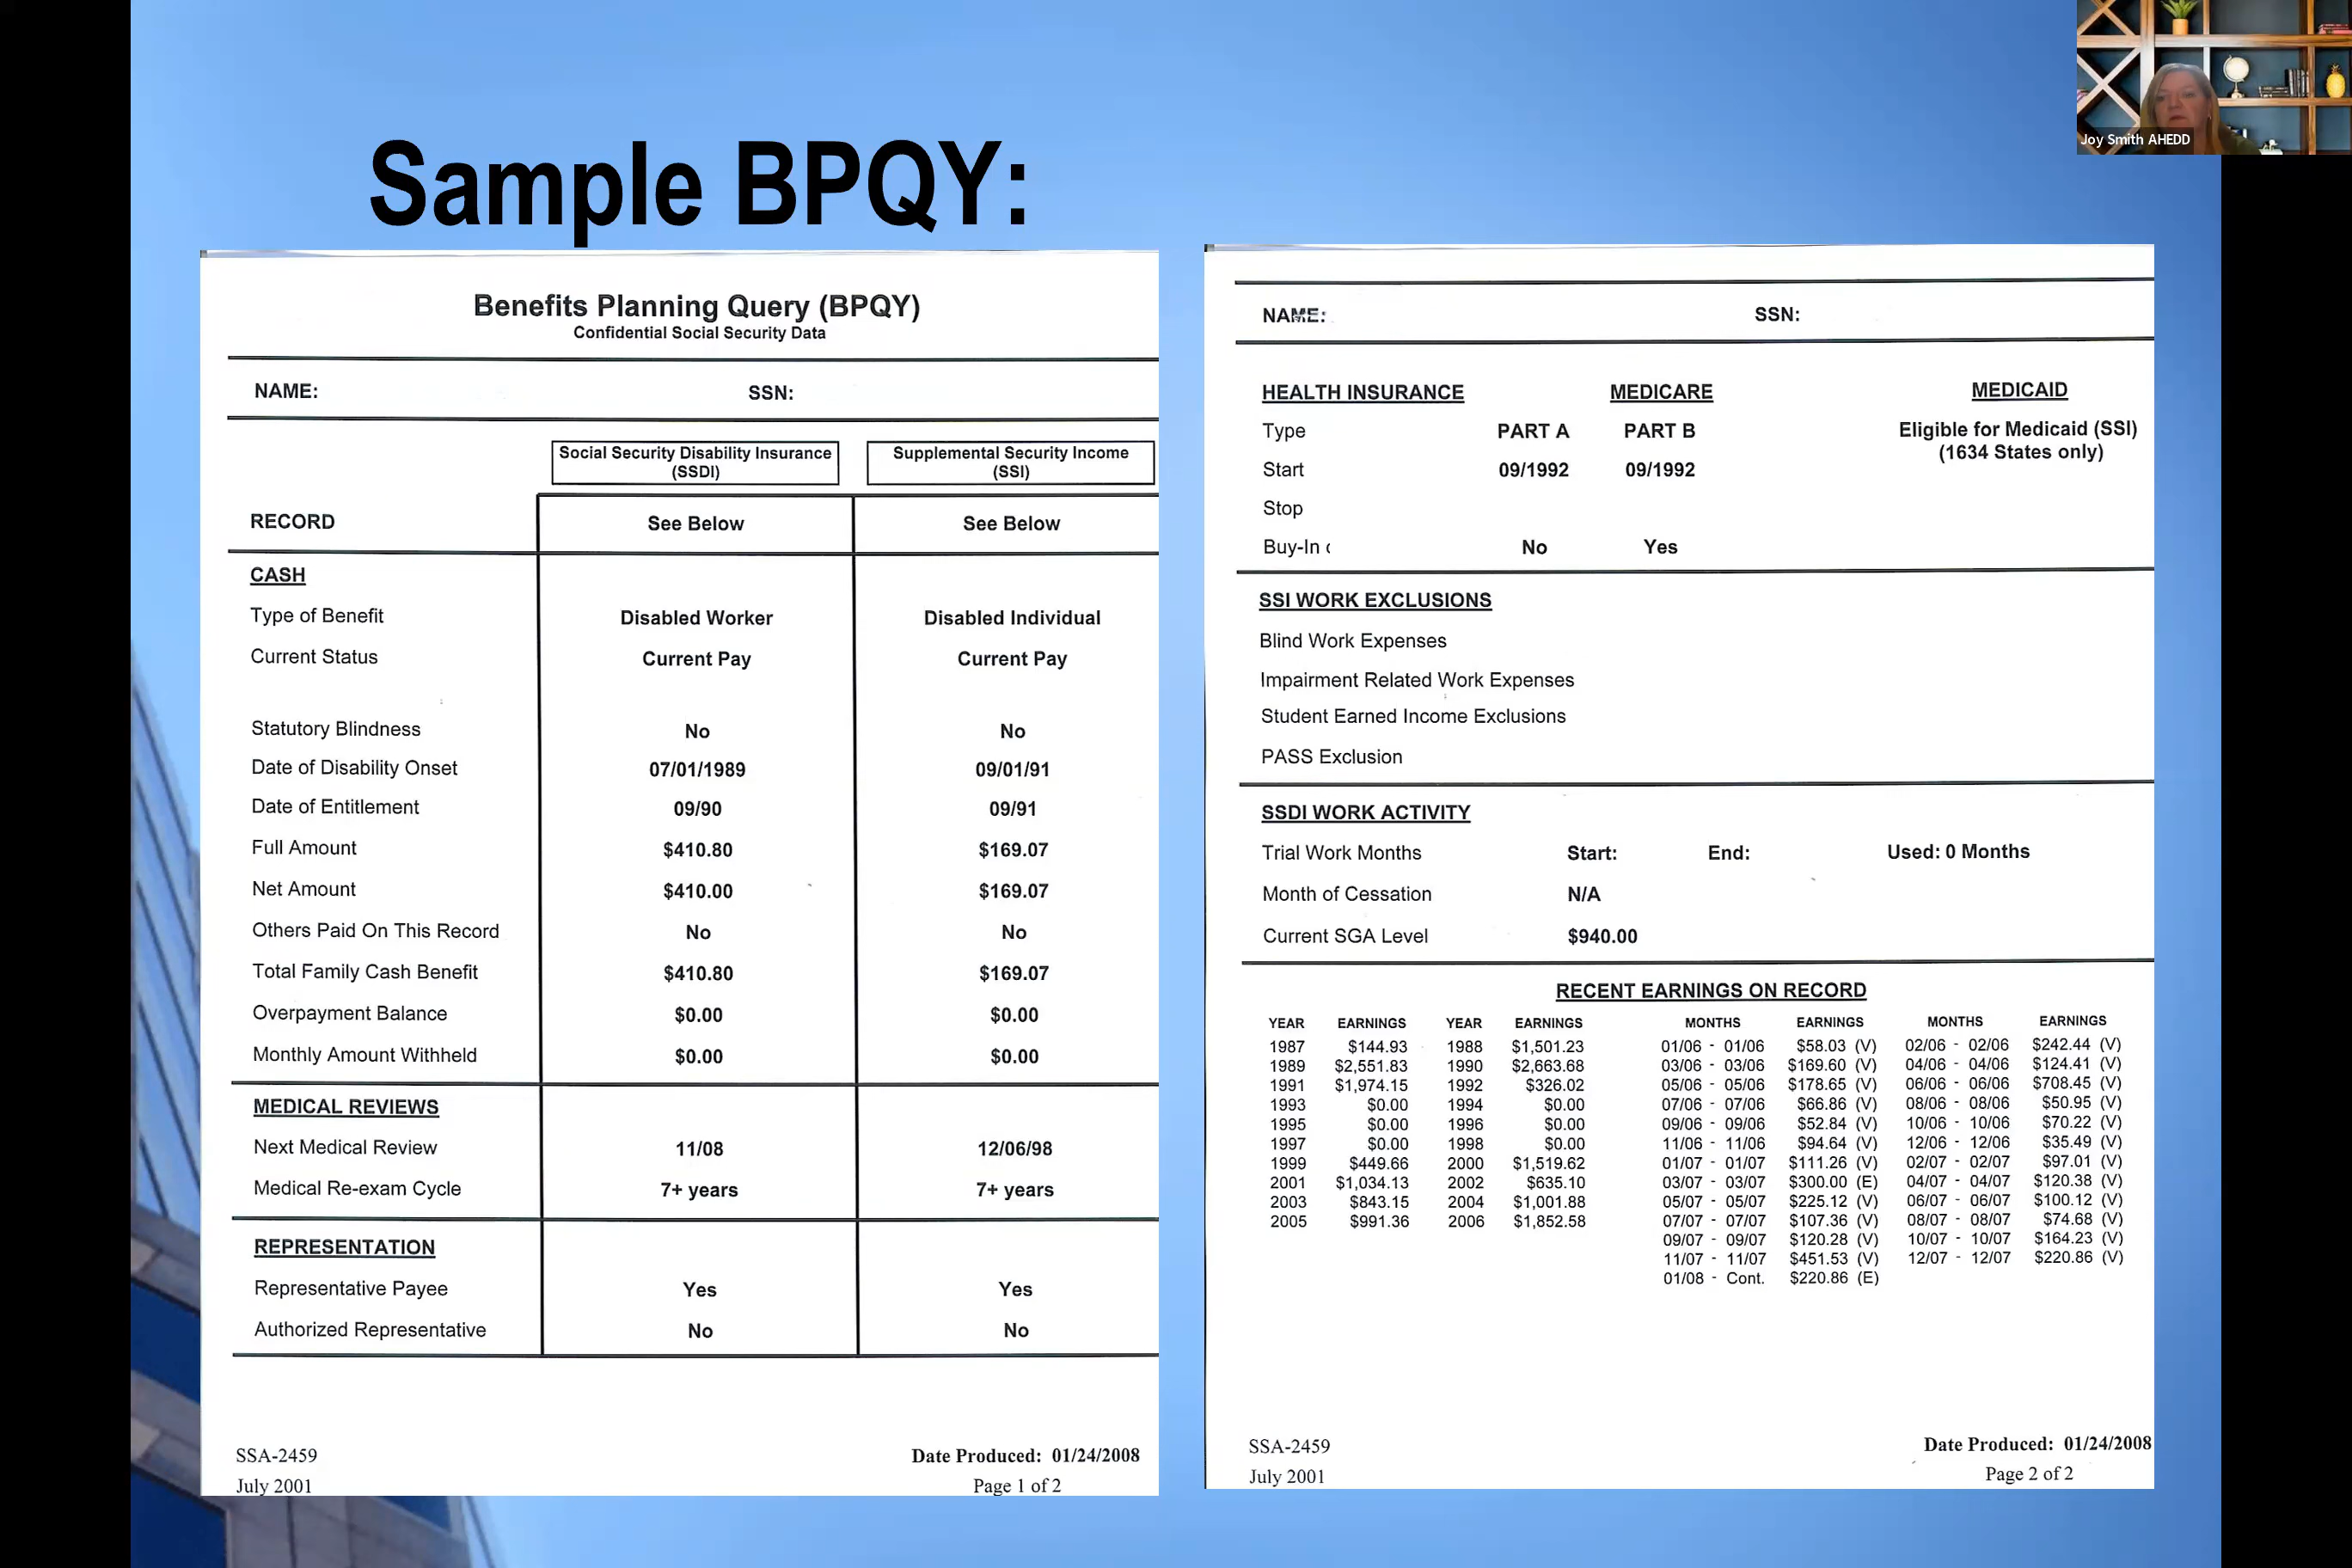 Joy Smith AHEDD
Sample BPQY:
Benefits Planning Query (BPQY)
Confidential Social Security Data
NAME: SSN:
Social Security Disability Insurance (SSDI) Supplemental Security Income (SSI)
RECORD See Below See Below
CASH
Type of Benefit Disabled Worker Disabled Individual
Current Status Current Pay Current Pay
Statutory Blindness No No
Date of Disability Onset 07/01/1989 09/01/91
Date of Entitlement 09/90 09/91
Full Amount $410.80 $169.07
Net Amount $410.00 $169.07
Others Paid On This Record No No
Total Family Cash Benefit $410.80 $169.07
Overpayment Balance $0.00 $0.00
Monthly Amount Withheld $0.00 $0.00
MEDICAL REVIEWS
Next Medical Review 11/08 12/06/98
Medical Re-exam Cycle 7+ years 7+ years
REPRESENTATION
Representative Payee Yes Yes
Authorized Representative No No
SSA-2459 Date Produced: 01/24/2008
July 2001 Page 1 of 2
NAME: SSN:
HEALTH INSURANCE MEDICARE MEDICAID
Type PART A PART B Eligible for Medicaid (SSI)
(1634 States only)
Start 09/1992 09/1992
Stop
Buy-In No Yes
SSI WORK EXCLUSIONS
Blind Work Expenses
Impairment Related Work Expenses
Student Earned Income Exclusions
PASS Exclusion
SSDI WORK ACTIVITY
Trial Work Months Start: End: Used: 0 Months
Month of Cessation N/A
Current SGA Level $940.00
RECENT EARNINGS ON RECORD
YEAR EARNINGS YEAR EARNINGS MONTHS EARNINGS MONTHS EARNINGS
1987 $144.93 1988 $1,501.23 01/06 - 01/06 $58.03 (V) 02/06 - 02/06 $242.44 (V)
1989 $2,551.83 1990 $2,663.68 03/06 - 03/06 $169.60 (V) 04/06 - 04/06 $124.41 (V)
1991 $1,974.15 1992 $326.02 05/06 - 05/06 $178.65 (V) 06/06 - 06/06 $708.45 (V)
1993 $0.00 1994 $0.00 07/06 - 07/06 $66.86 (V) 08/06 - 08/06 $50.95 (V)
1995 $0.00 1996 $0.00 09/06 - 09/06 $52.84 (V) 10/06 - 10/06 $70.22 (V)
1997 $0.00 1998 $0.00 11/06 - 11/06 $94.64 (V) 12/06 - 12/06 $35.49 (V)
1999 $449.66 2000 $1,519.62 01/07 - 01/07 $111.26 (V) 02/07 - 02/07 $97.01 (V)
2001 $1,034.13 2002 $635.10 03/07 - 03/07 $300.00 (E) 04/07 - 04/07 $120.38 (V)
2003 $843.15 2004 $1,001.88 05/07 - 05/07 $225.12 (V) 06/07 - 06/07 $100.12 (V)
2005 $991.36 2006 $1,852.58 07/07 - 07/07 $107.36 (V) 08/07 - 08/07 $74.68 (V)
09/07 - 09/07 $120.28 (V) 10/07 - 10/07 $164.23 (V)
11/07 - 11/07 $451.53 (V) 12/07 - 12/07 $220.86 (V)
01/08 - Cont. $220.86 (E)
SSA-2459 Date Produced: 01/24/2008
July 2001 Page 2 of 2